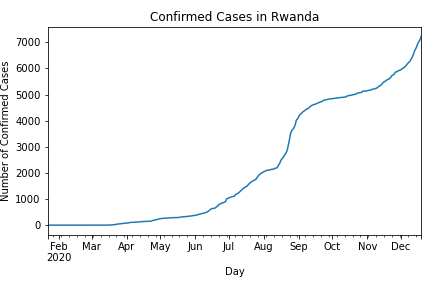 Confirmed Cases in Rwanda
Number of Confirmed Cases
7000
6000
5000
4000
3000
2000
1000
0
Feb Mar Apr May Jun Jul Aug Sep Oct Nov Dec
2020
Day